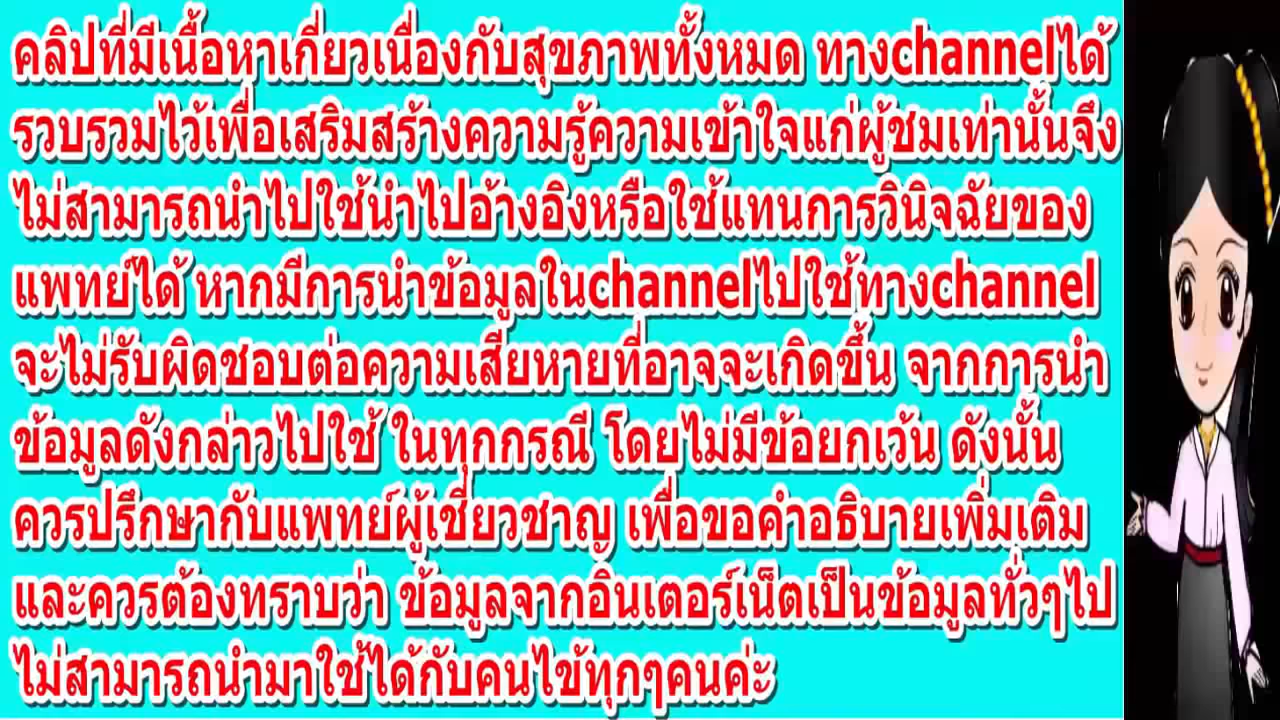 คลิปที่มีเนื้อหาเกี่ยวเนื่องกับสุขภาพทั้งหมด ทางchannelได้
รวบรวมไว้เพื่อเสริมสร้างความรู้ความเข้าใจแก่ผู้ชมเท่านั้นจึง
ไม่สามารถนำไปใช้นำไปอ้างอิงหรือใช้แทนการวินิจฉัยของ
แพทย์ได้ หากมีการนำข้อมูลในchannelไปใช้ทางchannel
จะไม่รับผิดชอบต่อความเสียหายที่อาจจะเกิดขึ้น จากการนำ
ข้อมูลดังกล่าวไปใช้ ในทุกกรณี โดยไม่มีข้อยกเว้น ดังนั้น
ควรปรึกษากับแพทย์ผู้เชี่ยวชาญ เพื่อขอคำอธิบายเพิ่มเติม
และควรต้องทราบว่า ข้อมูลจากอินเตอร์เน็ตเป็นข้อมูลทั่วๆไป
ไม่สามารถนำมาใช้ได้กับคนไข้ทุกๆคนค่ะ